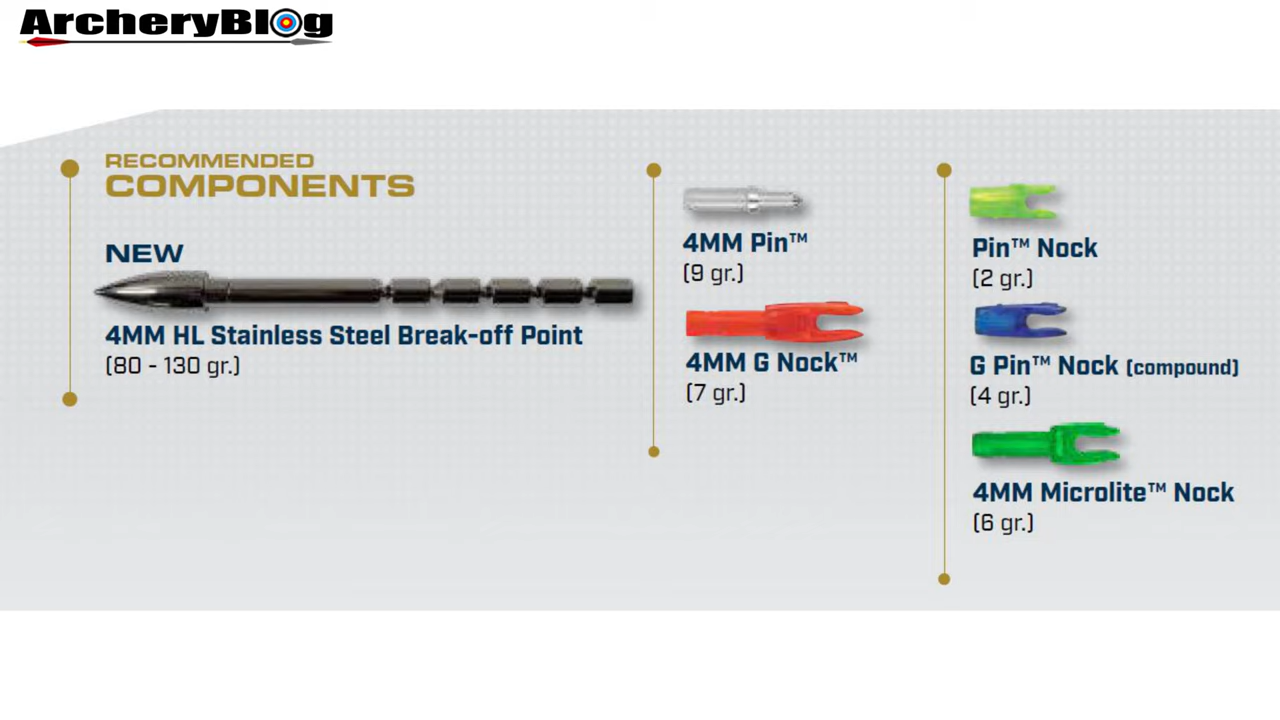 ArcheryBlog
RECOMMENDED
COMPONENTS
NEW
4MM HL Stainless Steel Break-off Point
(80 - 130 gr.)
4MM Pin™
(9 gr.)
4MM G Nock™
(7 gr.)
Pin™ Nock
(2 gr.)
G Pin™ Nock (compound)
(4 gr.)
4MM Microlite™ Nock
(6 gr.)